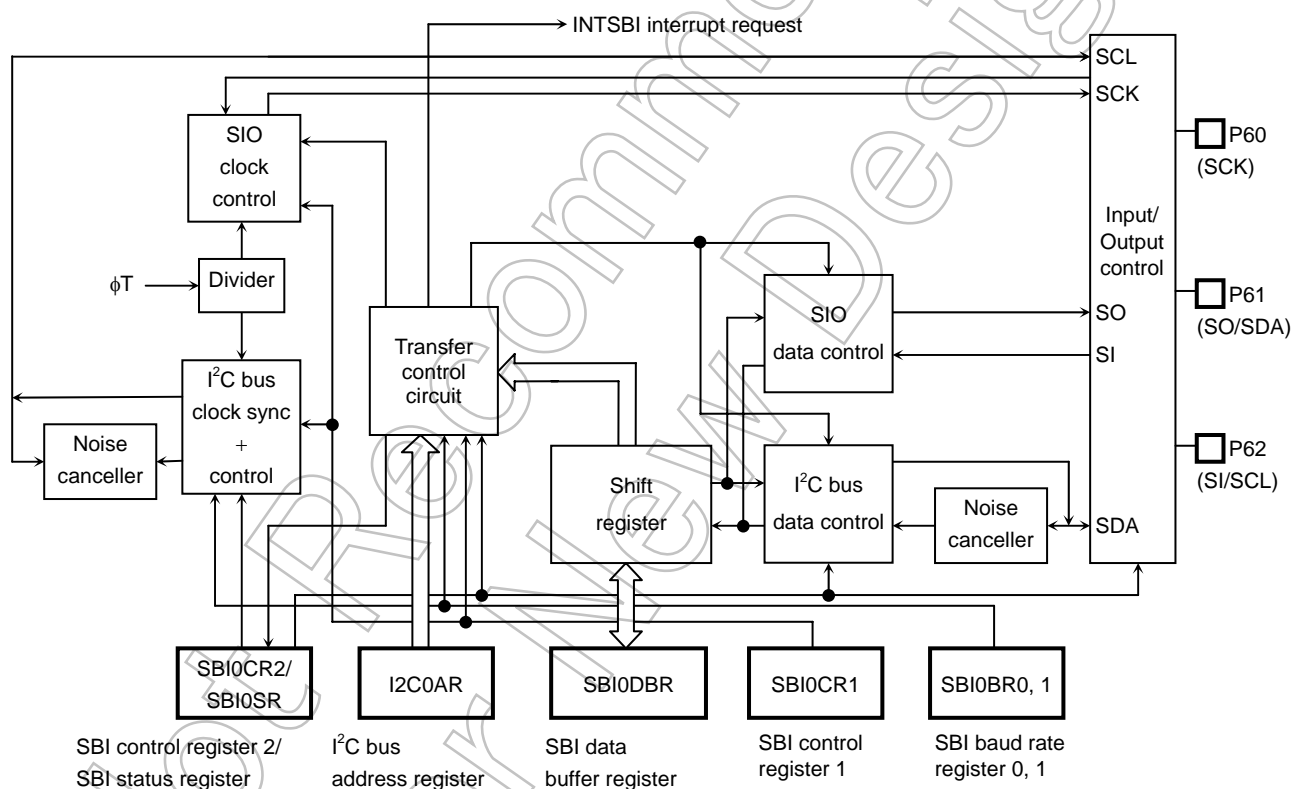 INTSBI interrupt request
SCL
SCK
SIO
clock
control
P60
(SCK)
Input/
Output
control
φT
Divider
SIO
data control
SO
SI
P61
(SO/SDA)
Transfer
control
circuit
I²C bus
clock sync
+
control
Noise
canceller
Shift
register
I²C bus
data control
Noise
canceller
SDA
P62
(SI/SCL)
SBI0CR2/
SBI0SR
I2C0AR
SBI0DBR
SBI0CR1
SBI0BR0, 1
SBI control register 2/
SBI status register
I²C bus
address register
SBI data
buffer register
SBI control
register 1
SBI baud rate
register 0, 1